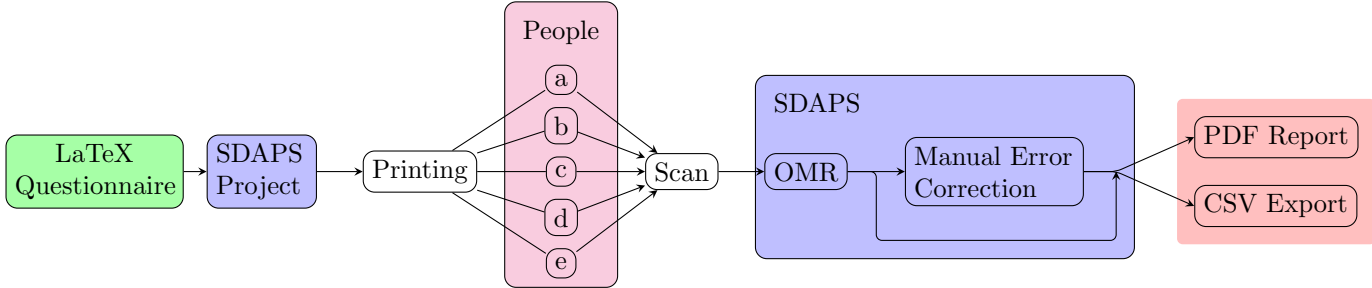 LaTeX
Questionnaire
SDAPS
Project
Printing
People
a
b
c
d
e
Scan
SDAPS
OMR
Manual Error
Correction
PDF Report
CSV Export